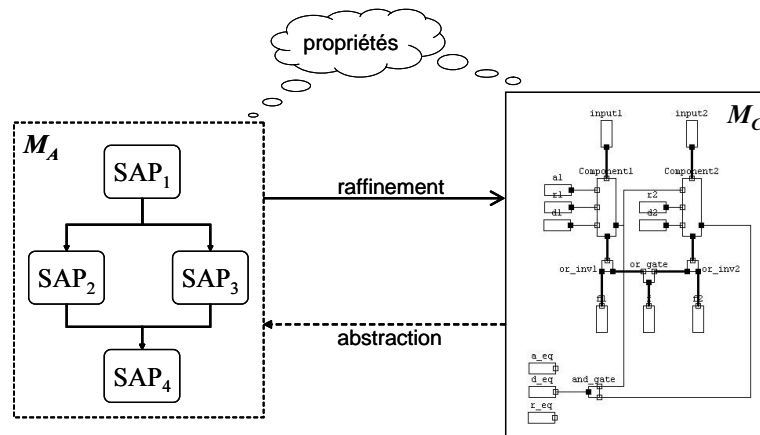 propriétés
M_A
SAP₁
SAP₂
SAP₃
SAP₄
raffinement
abstraction
M_C
input1
input2
Component1
Component2
a1
r1
d1
r2
d2
or_inv1
or_gate
or_inv2
f1
f2
a_eq
d_eq
and_gate
r_eq